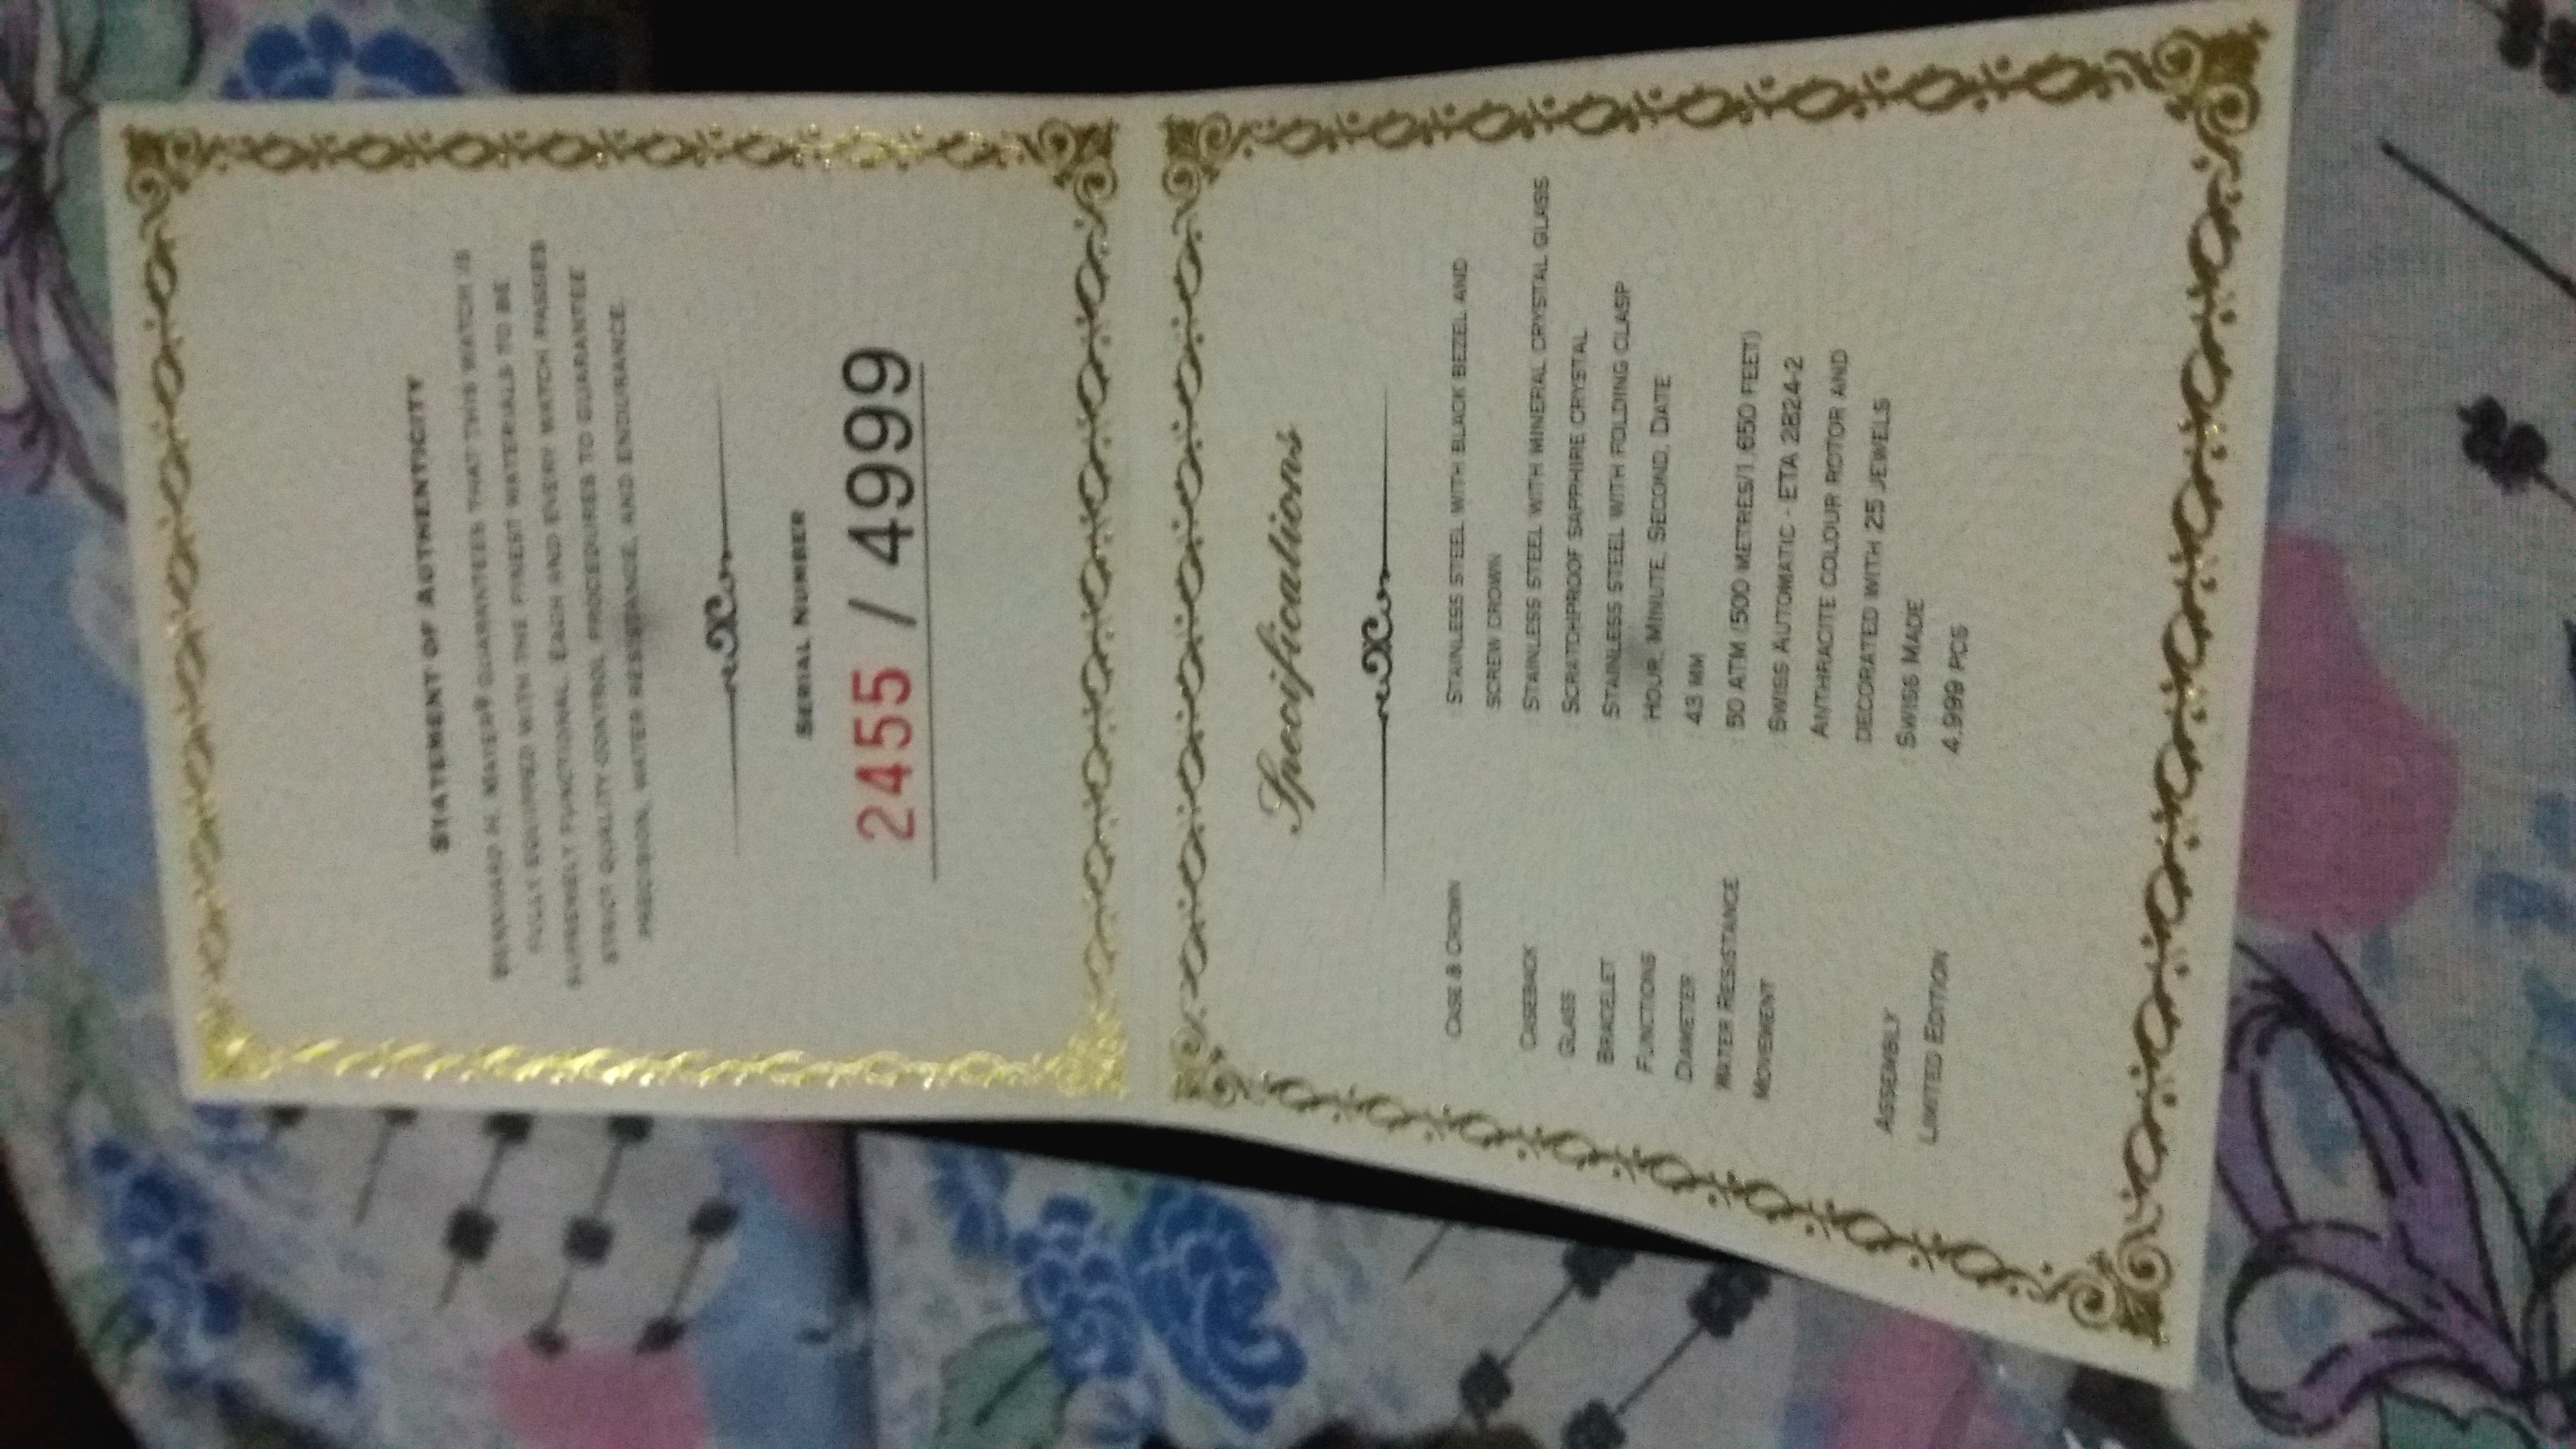 STATEMENT OF AUTHENTICITY
BERNHARD H. MAYER® GUARANTEES THAT THIS WATCH IS
FULLY EQUIPPED WITH THE FINEST MATERIALS TO BE
SUPREMELY FUNCTIONAL. EACH AND EVERY WATCH PASSES
STRICT QUALITY CONTROL PROCEDURES TO GUARANTEE
PRECISION, WATER RESISTANCE, AND ENDURANCE.
SERIAL NUMBER
2455 / 4999
Specifications
CASE & CROWN : STAINLESS STEEL WITH BLACK BEZEL AND
SCREW CROWN
CASEBACK : STAINLESS STEEL WITH MINERAL CRYSTAL GLASS
GLASS : SCRATCHPROOF SAPPHIRE CRYSTAL
BRACELET : STAINLESS STEEL WITH FOLDING CLASP
FUNCTIONS : HOUR, MINUTE, SECOND, DATE
DIAMETER : 43 MM
WATER RESISTANCE : 50 ATM (500 METRES/1,650 FEET)
MOVEMENT : SWISS AUTOMATIC - ETA 2824-2
ANTHRACITE COLOUR ROTOR AND
DECORATED WITH 25 JEWELS
ASSEMBLY : SWISS MADE
LIMITED EDITION : 4,999 PCS